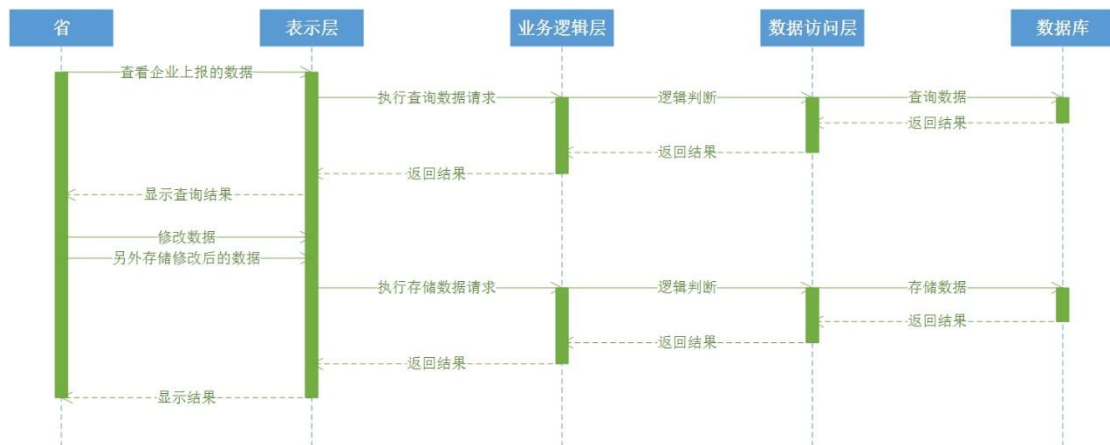 省
表示层
业务逻辑层
数据访问层
数据库
查看企业上报的数据
执行查询数据请求
逻辑判断
查询数据
返回结果
返回结果
返回结果
显示查询结果
修改数据
另外存储修改后的数据
执行存储数据请求
逻辑判断
存储数据
返回结果
返回结果
返回结果
显示结果